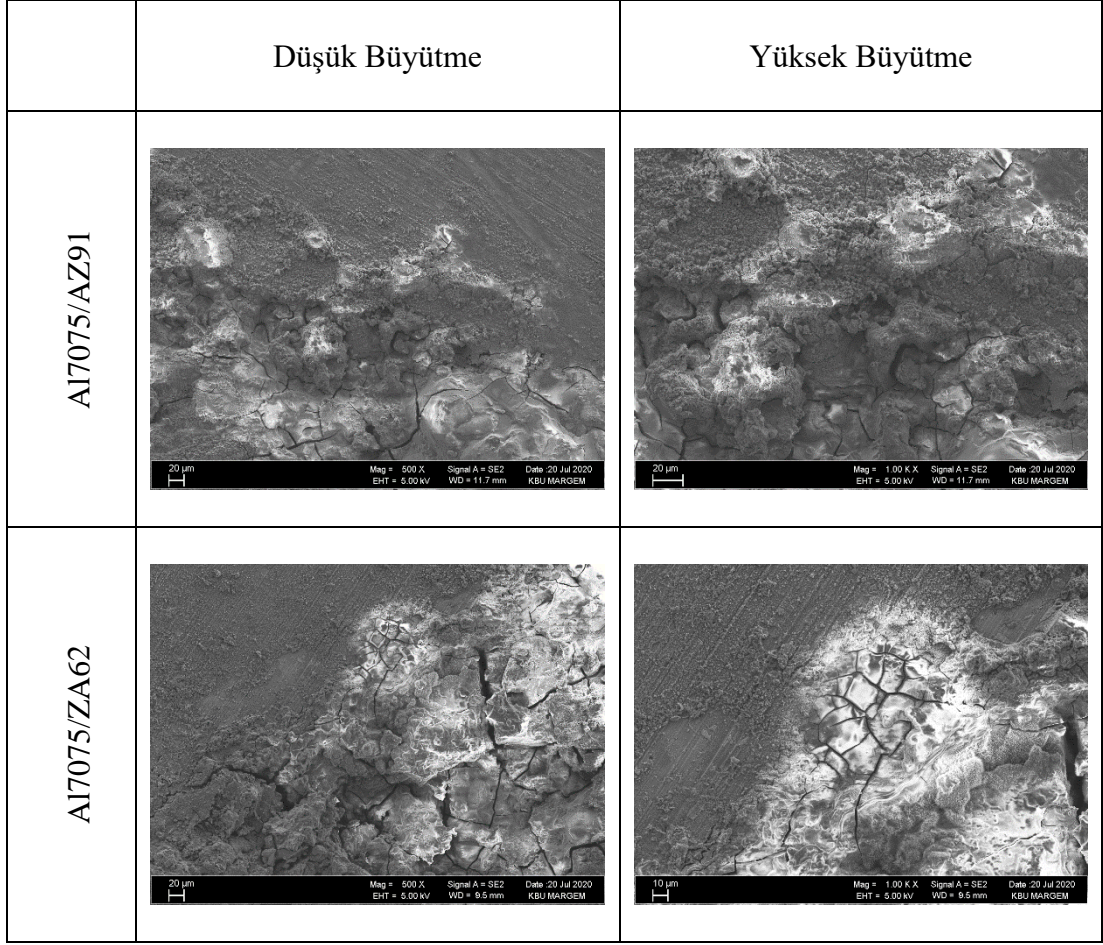 Düşük Büyütme
Yüksek Büyütme
Al7075/AZ91
20 µm
Mag = 500 X Signal A = SE2 Date :20 Jul 2020
EHT = 5.00 kV WD = 11.7 mm KBU MARGEM
20 µm
Mag = 1.00 K X Signal A = SE2 Date :20 Jul 2020
EHT = 5.00 kV WD = 11.7 mm KBU MARGEM
Al7075/ZA62
20 µm
Mag = 500 X Signal A = SE2 Date :20 Jul 2020
EHT = 5.00 kV WD = 9.5 mm KBU MARGEM
10 µm
Mag = 1.00 K X Signal A = SE2 Date :20 Jul 2020
EHT = 5.00 kV WD = 9.5 mm KBU MARGEM